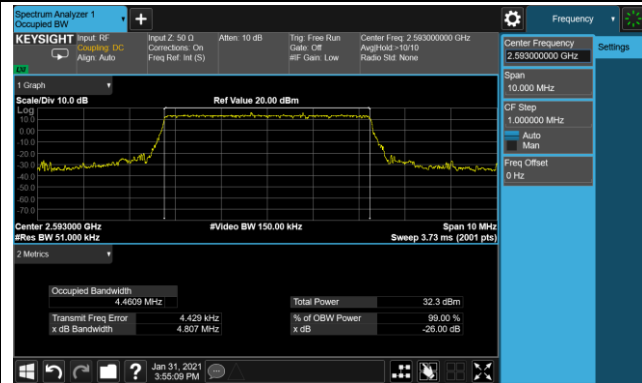 Spectrum Analyzer 1
Occupied BW
Frequency
KEYSIGHT
Input: RF
Coupling: DC
Align: Auto
Input Z: 50 Ω
Corrections: On
Freq Ref: Int (S)
Atten: 10 dB
Trig: Free Run
Gate: Off
#IF Gain: Low
Center Freq: 2.593000000 GHz
Avg|Hold:>10/10
Radio Std: None
LXI
Center Frequency
2.593000000 GHz
Settings
Span
10.000 MHz
CF Step
1.000000 MHz
Auto
Man
Freq Offset
0 Hz
1 Graph
Scale/Div 10.0 dB
Ref Value 20.00 dBm
Log
10.0
0.00
-10.0
-20.0
-30.0
-40.0
-50.0
-60.0
-70.0
Center 2.593000 GHz
#Video BW 150.00 kHz
Span 10 MHz
#Res BW 51.000 kHz
Sweep 3.73 ms (2001 pts)
2 Metrics
Occupied Bandwidth
4.4609 MHz
Total Power 32.3 dBm
Transmit Freq Error 4.429 kHz
% of OBW Power 99.00 %
x dB Bandwidth 4.807 MHz
x dB -26.00 dB
?
Jan 31, 2021
3:55:09 PM